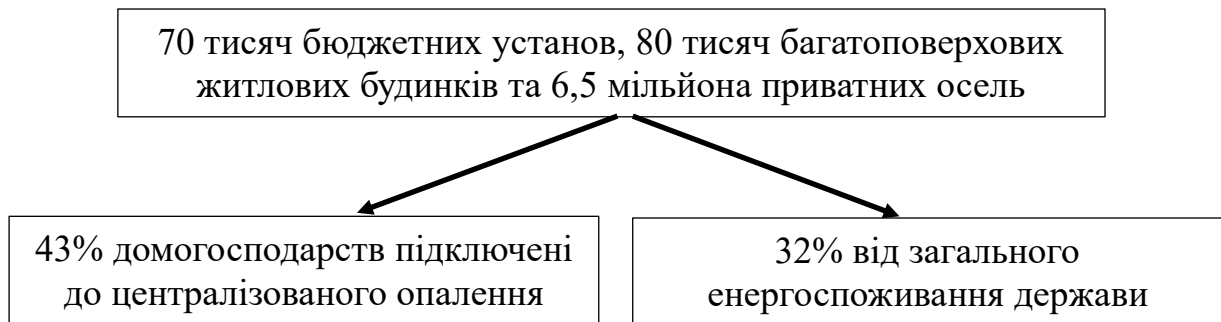 70 тисяч бюджетних установ, 80 тисяч багатоповерхових
житлових будинків та 6,5 мільйона приватних осель
43% домогосподарств підключені
до централізованого опалення
32% від загального
енергоспоживання держави